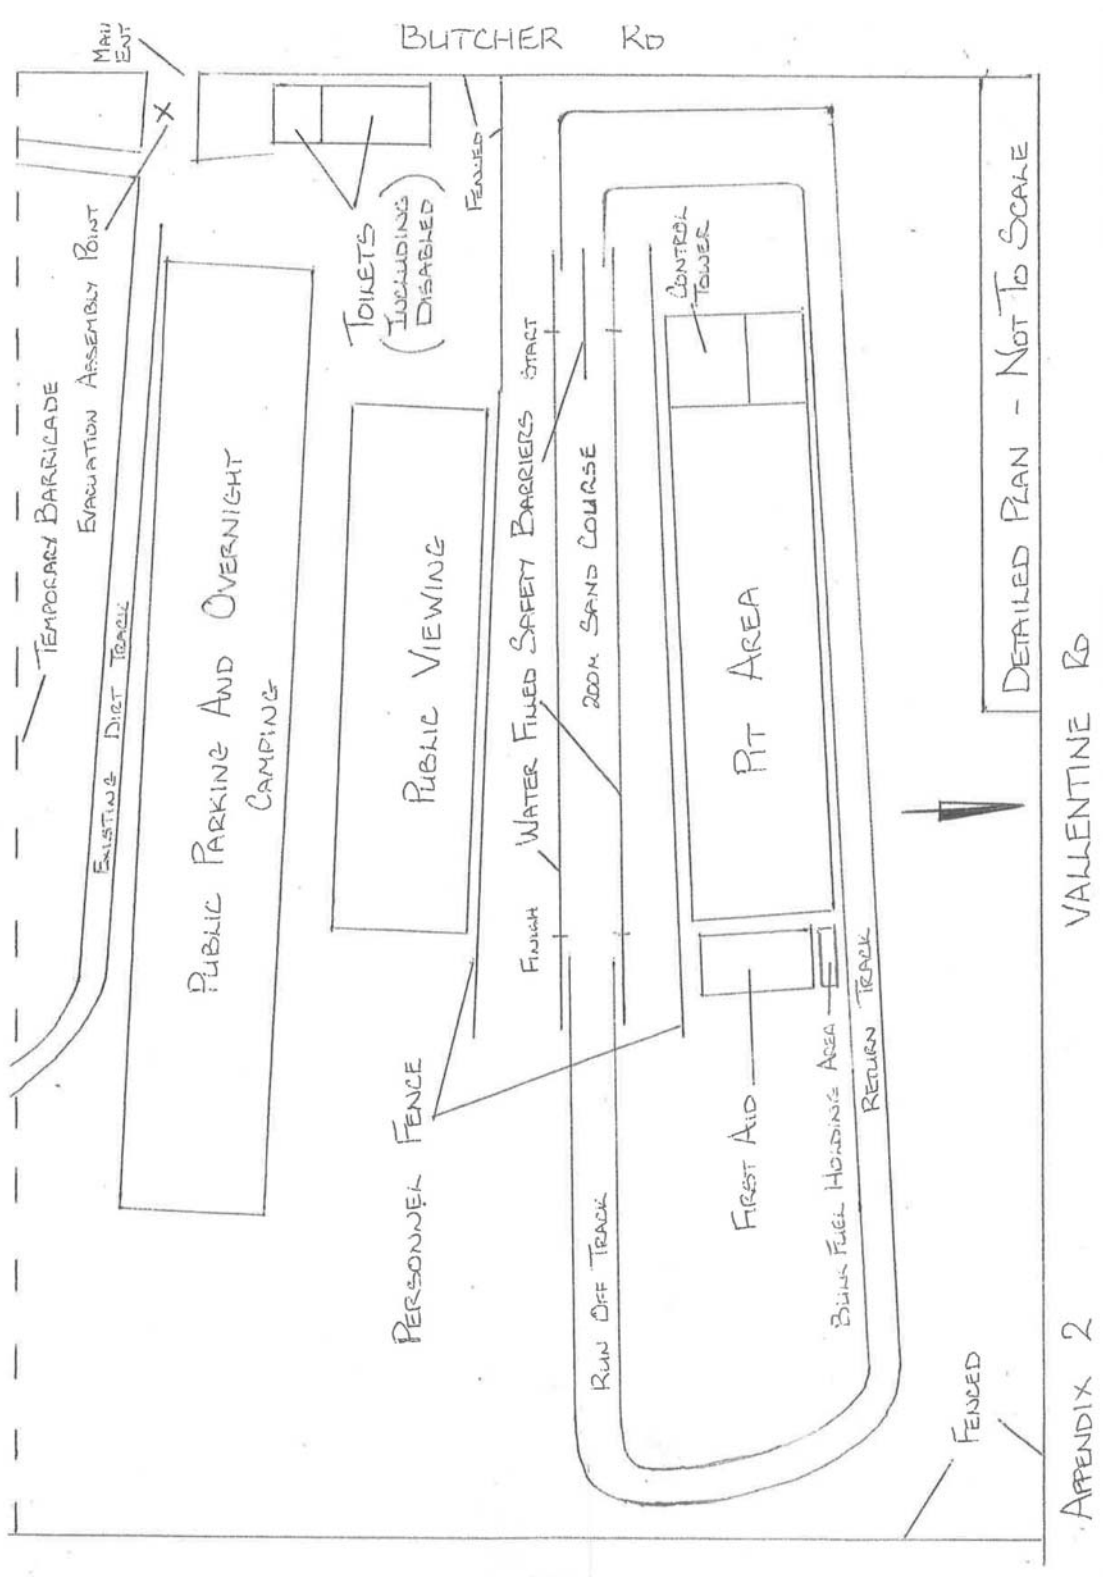 BUTCHER RD
MAIN
ENT
TEMPORARY BARRICADE
EVACUATION ASSEMBLY POINT
EXISTING DIRT TRACK
PUBLIC PARKING AND OVERNIGHT
CAMPING
TOILETS
(INCLUDING
DISABLED)
FENCED
PUBLIC VIEWING
FINISH
WATER FILLED SAFETY BARRIERS
START
200M SAND COURSE
CONTROL
TOWER
PIT AREA
PERSONNEL FENCE
RUN OFF TRACK
FIRST AID
BULK FUEL HOLDING AREA
RETURN TRACK
FENCED
DETAILED PLAN - NOT TO SCALE
APPENDIX 2
VALLENTINE RD